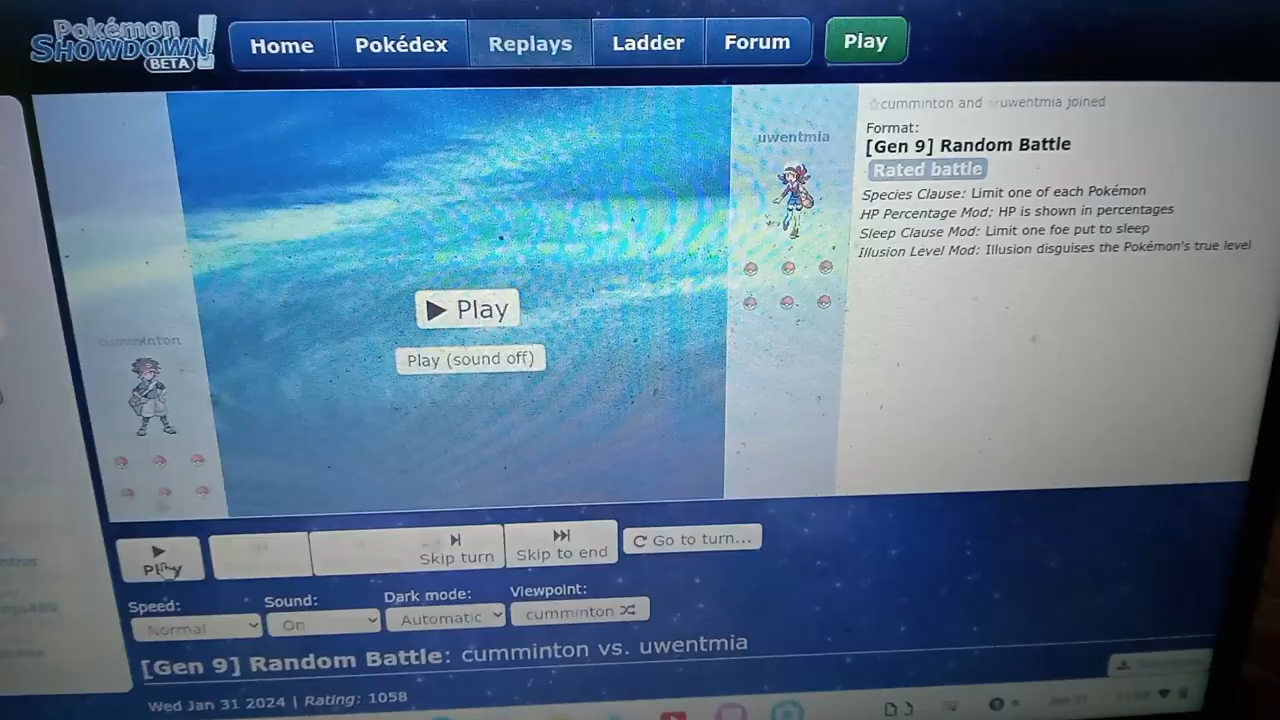 Pokémon
SHOWDOWN!
BETA
Home
Pokédex
Replays
Ladder
Forum
Play
☆cumminton and ☆uwentmia joined
Format:
[Gen 9] Random Battle
Rated battle
Species Clause: Limit one of each Pokémon
HP Percentage Mod: HP is shown in percentages
Sleep Clause Mod: Limit one foe put to sleep
Illusion Level Mod: Illusion disguises the Pokémon's true level
uwentmia
Play
Play (sound off)
cumminton
Play
Skip turn
Skip to end
Go to turn...
Speed:
Normal
Sound:
On
Dark mode:
Automatic
Viewpoint:
cumminton
[Gen 9] Random Battle: cumminton vs. uwentmia
Wed Jan 31 2024 | Rating: 1058